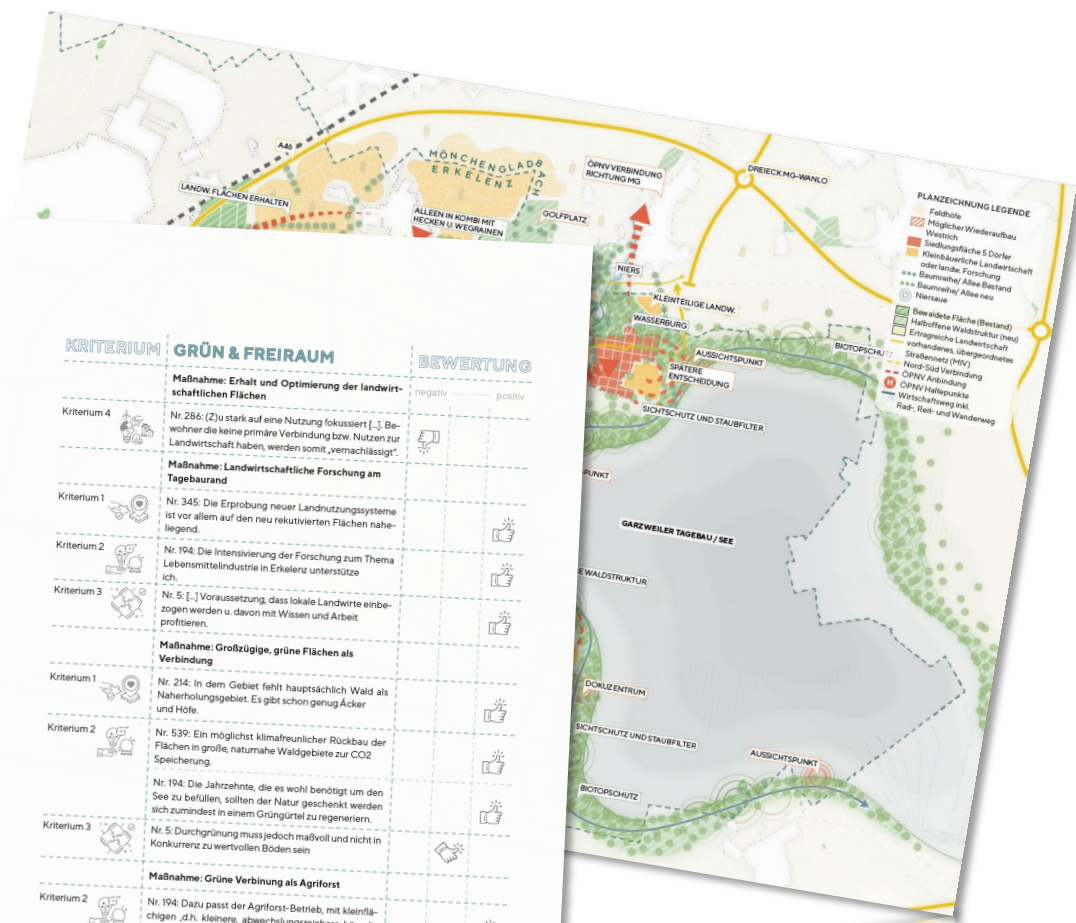 A46
LANDW. FLÄCHEN ERHALTEN
MÖNCHENGLADBACH
ERKELENZ
ALLEEN IN KOMBI MIT
HECKEN U. WEGRAINEN
GOLFPLATZ
ÖPNV VERBINDUNG
RICHTUNG MG
DREIECK MG-WANLO
NIERS
KLEINTEILIGE LANDW.
WASSERBURG
AUSSICHTSPUNKT
SPÄTERE
ENTSCHEIDUNG
BIOTOPSCHUTZ
SICHTSCHUTZ UND STAUBFILTER
PUNKT
GARZWEILER TAGEBAU / SEE
E WALDSTRUKTUR
DOKUZENTRUM
SICHTSCHUTZ UND STAUBFILTER
AUSSICHTSPUNKT
BIOTOPSCHUTZ
PLANZEICHNUNG LEGENDE
Feldhöfe
Möglicher Wiederaufbau
Westrich
Siedlungsfläche 5 Dörfer
Kleinbäuerliche Landwirtschaft
oder landw. Forschung
Baumreihe/ Allee Bestand
Baumreihe/ Allee neu
Niersaue
Bewaldete Fläche (Bestand)
Halboffene Waldstruktur (neu)
Ertragreiche Landwirtschaft
vorhandenes, übergeordnetes
Straßennetz (MIV)
Nord-Süd Verbindung
ÖPNV Anbindung
H ÖPNV Haltepunkte
Wirtschaftsweg inkl.
Rad-, Reit- und Wanderweg
KRITERIUM GRÜN & FREIRAUM BEWERTUNG
negativ positiv
Maßnahme: Erhalt und Optimierung der landwirt-
schaftlichen Flächen
Kriterium 4
Nr. 286: (Z)u stark auf eine Nutzung fokussiert [...]. Be-
wohner die keine primäre Verbindung bzw. Nutzen zur
Landwirtschaft haben, werden somit „vernachlässigt".
Maßnahme: Landwirtschaftliche Forschung am
Tagebaurand
Kriterium 1
Nr. 345: Die Erprobung neuer Landnutzungssysteme
ist vor allem auf den neu rekutivierten Flächen nahe-
liegend.
Kriterium 2
Nr. 194: Die Intensivierung der Forschung zum Thema
Lebensmittelindustrie in Erkelenz unterstütze
ich.
Kriterium 3
Nr. 5: [...] Voraussetzung, dass lokale Landwirte einbe-
zogen werden u. davon mit Wissen und Arbeit
profitieren.
Maßnahme: Großzügige, grüne Flächen als
Verbindung
Kriterium 1
Nr. 214: In dem Gebiet fehlt hauptsächlich Wald als
Naherholungsgebiet. Es gibt schon genug Äcker
und Höfe.
Kriterium 2
Nr. 539: Ein möglichst klimafreunlicher Rückbau der
Flächen in große, naturnahe Waldgebiete zur CO2
Speicherung.
Nr. 194: Die Jahrzehnte, die es wohl benötigt um den
See zu befüllen, sollten der Natur geschenkt werden
sich zumindest in einem Grüngürtel zu regeneriern.
Kriterium 3
Nr. 5: Durchgrünung muss jedoch maßvoll und nicht in
Konkurrenz zu wertvollen Böden sein
Maßnahme: Grüne Verbinung als Agriforst
Kriterium 2
Nr. 194: Dazu passt der Agriforst-Betrieb, mit kleinflä-
chigen ,d.h. kleinere,